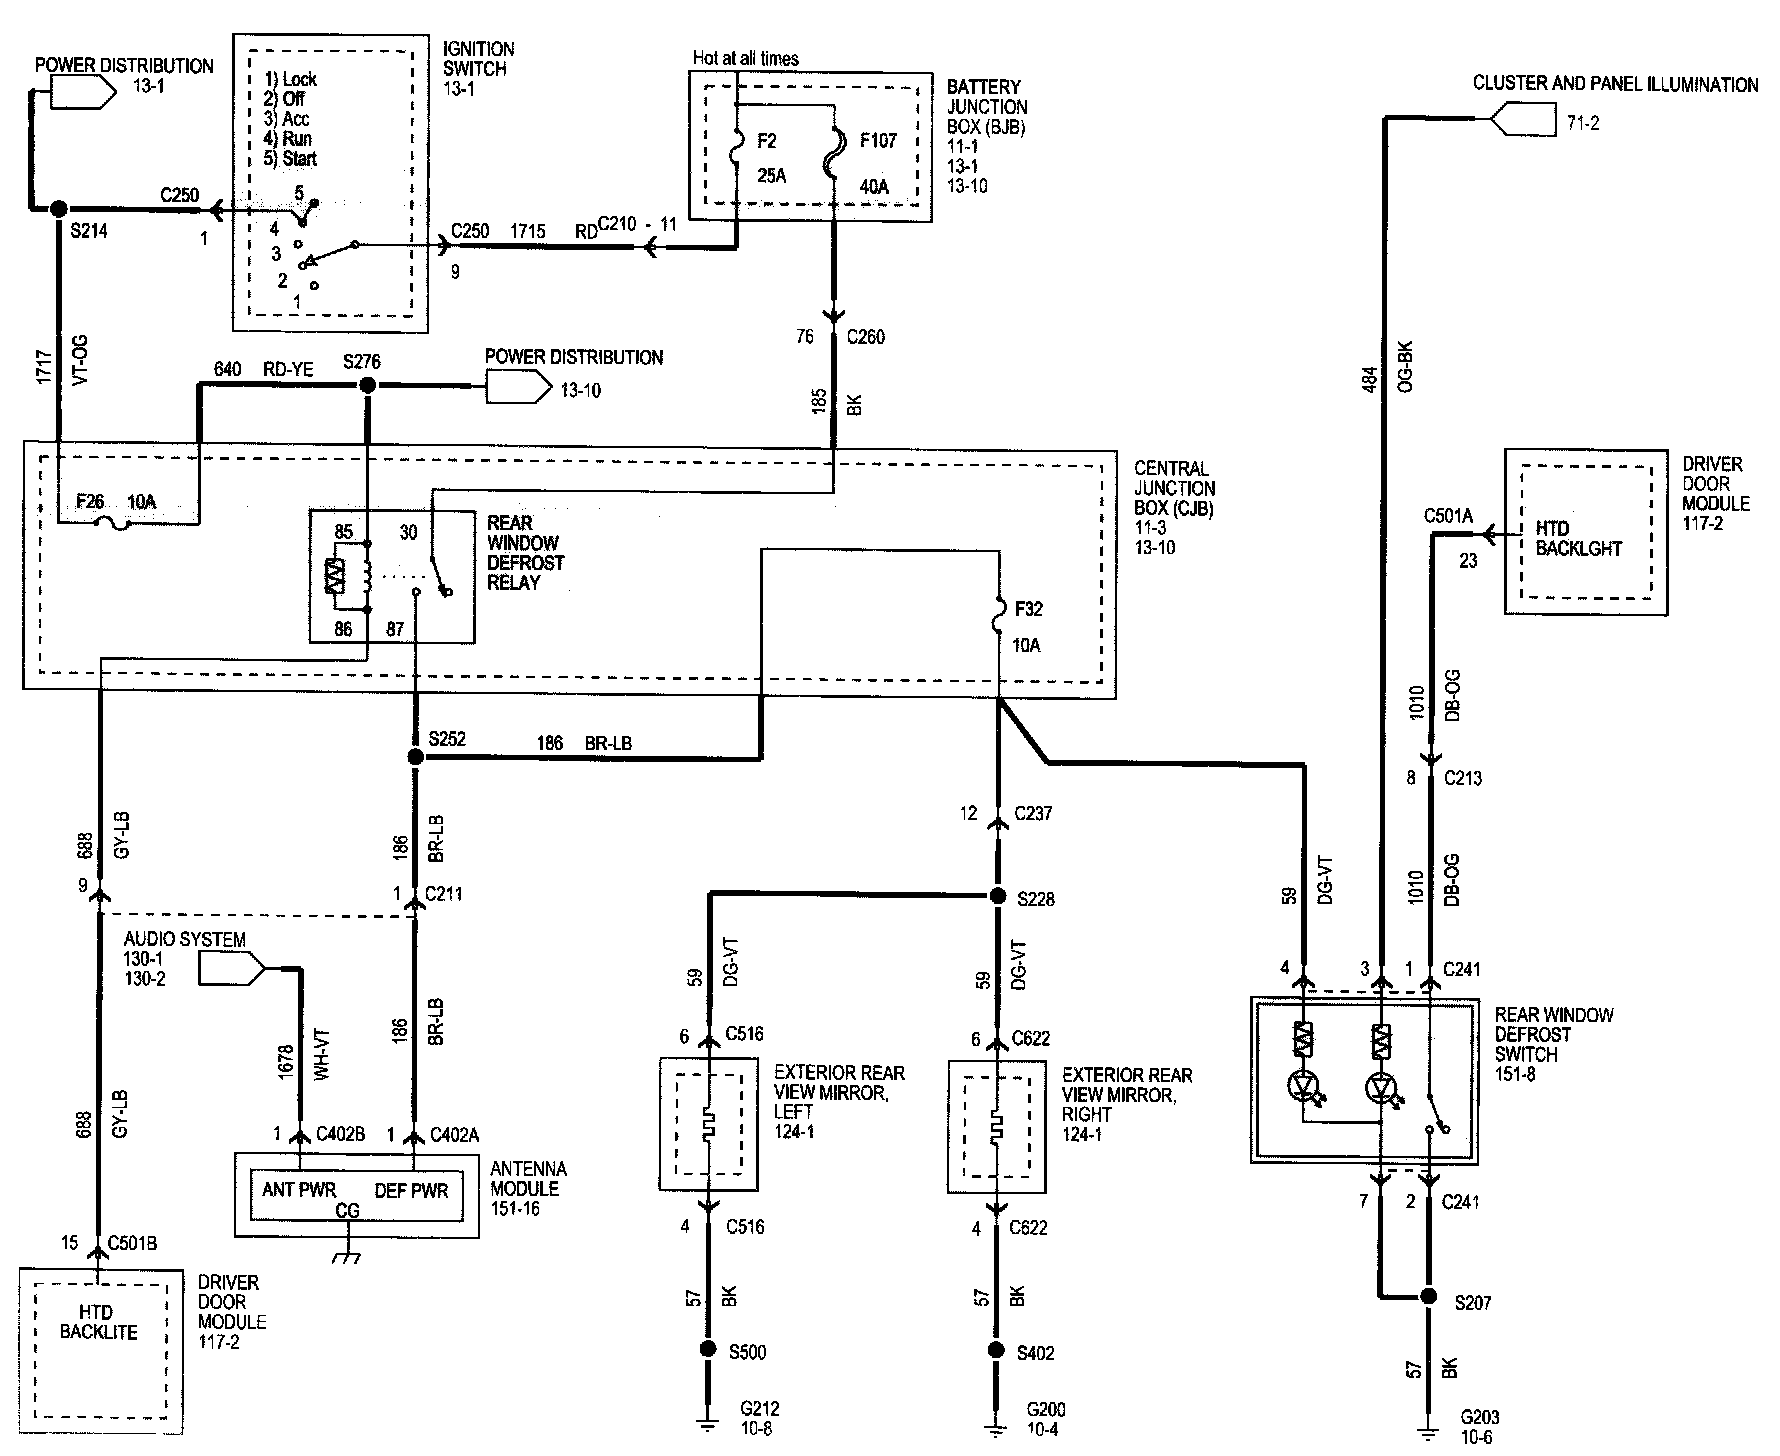 POWER DISTRIBUTION
13-1
IGNITION
SWITCH
13-1
1) Lock
2) Off
3) Acc
4) Run
5) Start
5
4
3
2
1
C250
1
S214
C250
9
1715
RD
C210 - 11
Hot at all times
F2
25A
F107
40A
BATTERY
JUNCTION
BOX (BJB)
11-1
13-1
13-10
CLUSTER AND PANEL ILLUMINATION
71-2
1717
VT-OG
640
RD-YE
S276
POWER DISTRIBUTION
13-10
76
C260
185
BK
484
OG-BK
F26
10A
85
30
86
87
REAR
WINDOW
DEFROST
RELAY
F32
10A
CENTRAL
JUNCTION
BOX (CJB)
11-3
13-10
C501A
23
HTD
BACKLGHT
DRIVER
DOOR
MODULE
117-2
1010
DB-OG
8
C213
1010
DB-OG
S252
186
BR-LB
688
GY-LB
9
186
BR-LB
1
C211
12
C237
S228
59
DG-VT
AUDIO SYSTEM
130-1
130-2
1678
WH-VT
186
BR-LB
688
GY-LB
59
DG-VT
59
DG-VT
4
3
1
C241
REAR WINDOW
DEFROST
SWITCH
151-8
7
2
C241
6
C516
EXTERIOR REAR
VIEW MIRROR,
LEFT
124-1
4
C516
6
C622
EXTERIOR REAR
VIEW MIRROR,
RIGHT
124-1
4
C622
1
C402B
1
C402A
ANT PWR
DEF PWR
CG
ANTENNA
MODULE
151-16
15
C501B
HTD
BACKLITE
DRIVER
DOOR
MODULE
117-2
57
BK
S500
G212
10-8
57
BK
S402
G200
10-4
S207
57
BK
G203
10-6